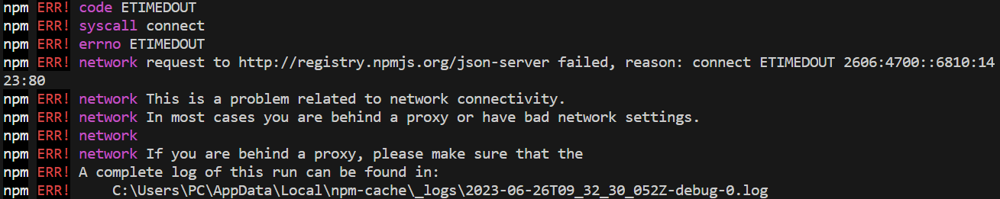 npm ERR! code ETIMEDOUT
npm ERR! syscall connect
npm ERR! errno ETIMEDOUT
npm ERR! network request to http://registry.npmjs.org/json-server failed, reason: connect ETIMEDOUT 2606:4700::6810:14
23:80
npm ERR! network This is a problem related to network connectivity.
npm ERR! network In most cases you are behind a proxy or have bad network settings.
npm ERR! network
npm ERR! network If you are behind a proxy, please make sure that the
npm ERR! A complete log of this run can be found in:
npm ERR!     C:\Users\PC\AppData\Local\npm-cache\_logs\2023-06-26T09_32_30_052Z-debug-0.log